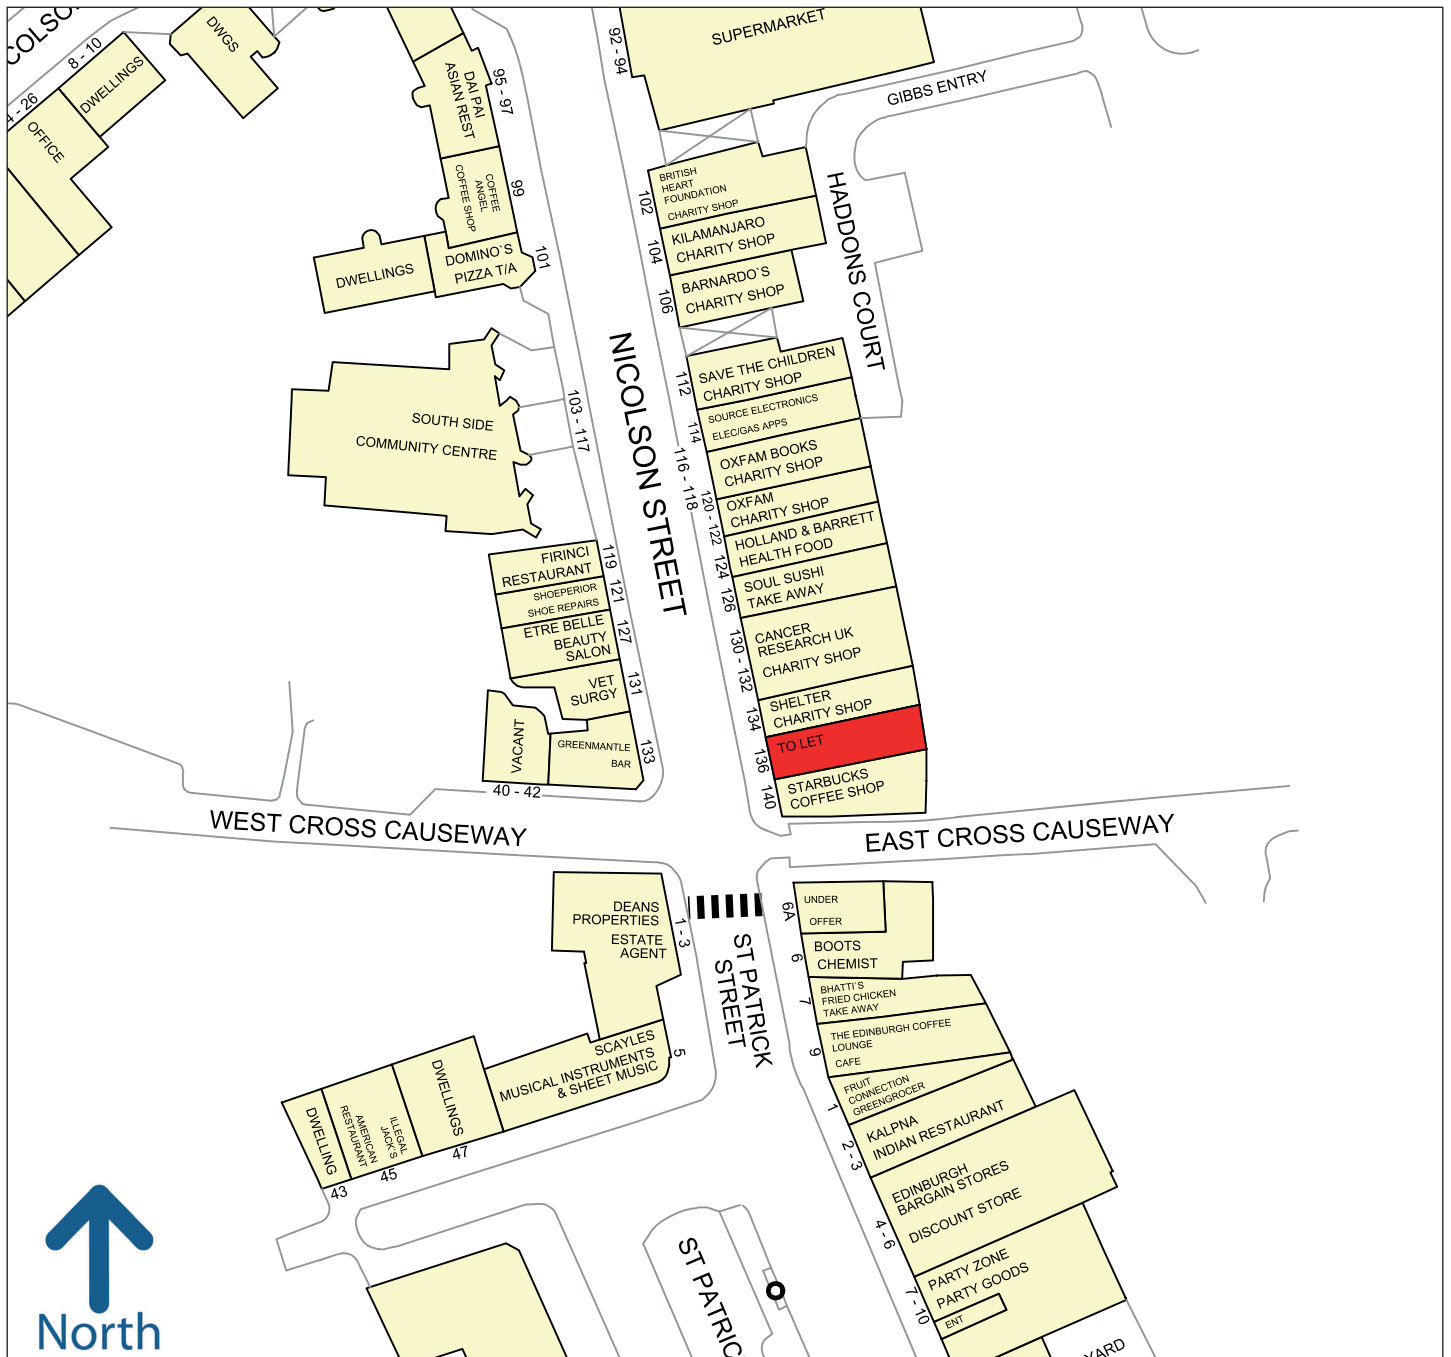 COLSO
8 - 10
4 - 26
OFFICE
DWELLINGS
DWGS
95 - 97
DAI PAI
ASIAN REST
99
COFFEE
ANGEL
COFFEE SHOP
101
DOMINO`S
PIZZA T/A
DWELLINGS
SOUTH SIDE
COMMUNITY CENTRE
103 - 117
FIRINCI
RESTAURANT
119
SHOEPERIOR
SHOE REPAIRS
121
ETRE BELLE
BEAUTY
SALON
127
VET
SURGY
131
VACANT
GREENMANTLE
BAR
133
40 - 42
NICOLSON STREET
92 - 94
SUPERMARKET
GIBBS ENTRY
HADDONS COURT
102
BRITISH
HEART
FOUNDATION
CHARITY SHOP
104
KILAMANJARO
CHARITY SHOP
106
BARNARDO`S
CHARITY SHOP
112
SAVE THE CHILDREN
CHARITY SHOP
114
SOURCE ELECTRONICS
ELEC/GAS APPS
116 - 118
OXFAM BOOKS
CHARITY SHOP
120 - 122
OXFAM
CHARITY SHOP
124
HOLLAND & BARRETT
HEALTH FOOD
126
SOUL SUSHI
TAKE AWAY
130 - 132
CANCER
RESEARCH UK
CHARITY SHOP
134
SHELTER
CHARITY SHOP
136
TO LET
140
STARBUCKS
COFFEE SHOP
WEST CROSS CAUSEWAY
EAST CROSS CAUSEWAY
DEANS
PROPERTIES
ESTATE
AGENT
1 - 3
ST PATRICK
STREET
6A
UNDER
OFFER
6
BOOTS
CHEMIST
7
BHATTI`S
FRIED CHICKEN
TAKE AWAY
9
THE EDINBURGH COFFEE
LOUNGE
CAFE
1
FRUIT
CONNECTION
GREENGROCER
2 - 3
KALPNA
INDIAN RESTAURANT
4 - 6
EDINBURGH
BARGAIN STORES
DISCOUNT STORE
7 - 10
PARTY ZONE
PARTY GOODS
ENT
YARD
SCAYLES
MUSICAL INSTRUMENTS
& SHEET MUSIC
5
DWELLINGS
47
ILLEGAL
JACK'S
AMERICAN
RESTAURANT
45
DWELLING
43
ST PATRIC
North